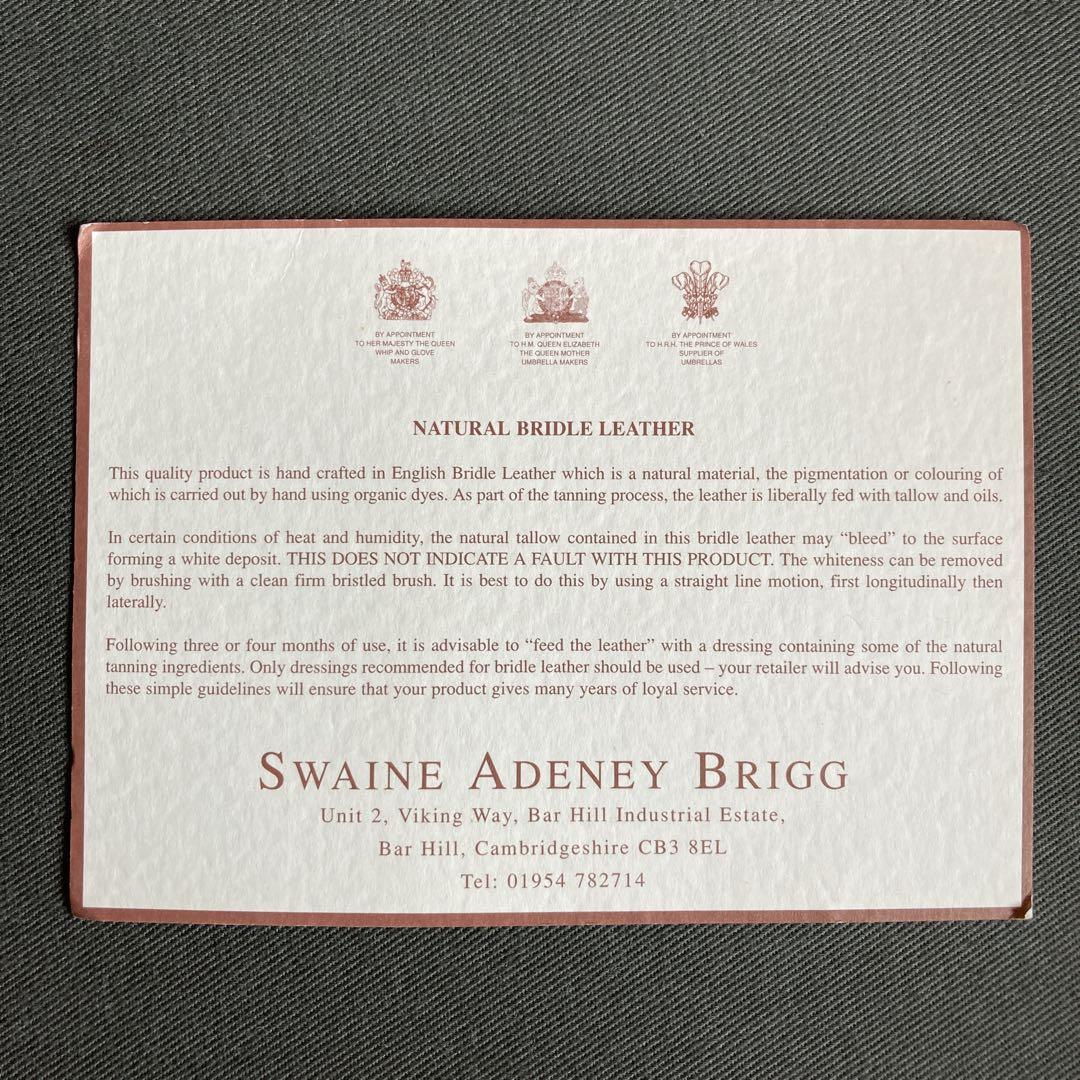 BY APPOINTMENT
TO HER MAJESTY THE QUEEN
WHIP AND GLOVE
MAKERS
BY APPOINTMENT
TO H.M. QUEEN ELIZABETH
THE QUEEN MOTHER
UMBRELLA MAKERS
BY APPOINTMENT
TO H.R.H. THE PRINCE OF WALES
SUPPLIER OF
UMBRELLAS
NATURAL BRIDLE LEATHER
This quality product is hand crafted in English Bridle Leather which is a natural material, the pigmentation or colouring of
which is carried out by hand using organic dyes. As part of the tanning process, the leather is liberally fed with tallow and oils.
In certain conditions of heat and humidity, the natural tallow contained in this bridle leather may “bleed” to the surface
forming a white deposit. THIS DOES NOT INDICATE A FAULT WITH THIS PRODUCT. The whiteness can be removed
by brushing with a clean firm bristled brush. It is best to do this by using a straight line motion, first longitudinally then
laterally.
Following three or four months of use, it is advisable to “feed the leather” with a dressing containing some of the natural
tanning ingredients. Only dressings recommended for bridle leather should be used – your retailer will advise you. Following
these simple guidelines will ensure that your product gives many years of loyal service.
SWAINE ADENEY BRIGG
Unit 2, Viking Way, Bar Hill Industrial Estate,
Bar Hill, Cambridgeshire CB3 8EL
Tel: 01954 782714